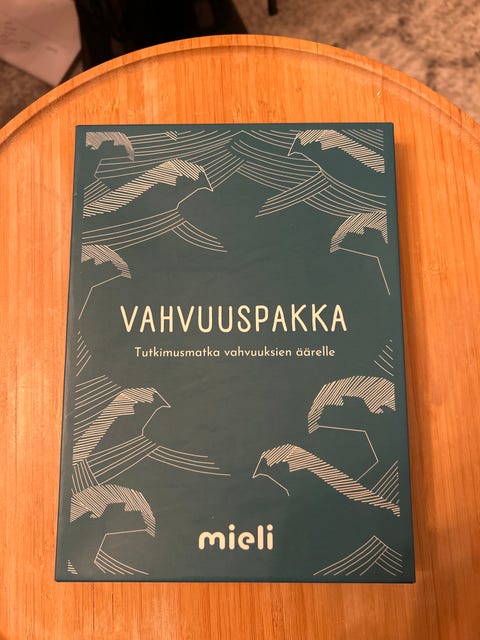 VAHVUUSPAKKA
Tutkimusmatka vahvuuksien äärelle
mieli